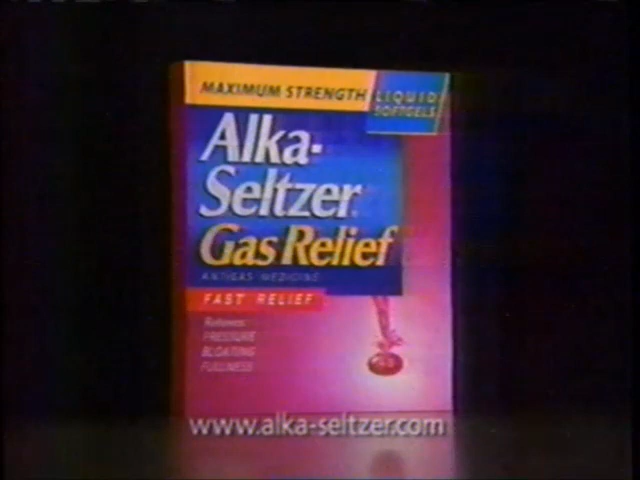 MAXIMUM STRENGTH
LIQUID
SOFTGELS
Alka-
Seltzer
Gas Relief
ANTIGAS MEDICINE
FAST RELIEF
Relieves:
PRESSURE
BLOATING
FULLNESS
www.alka-seltzer.com